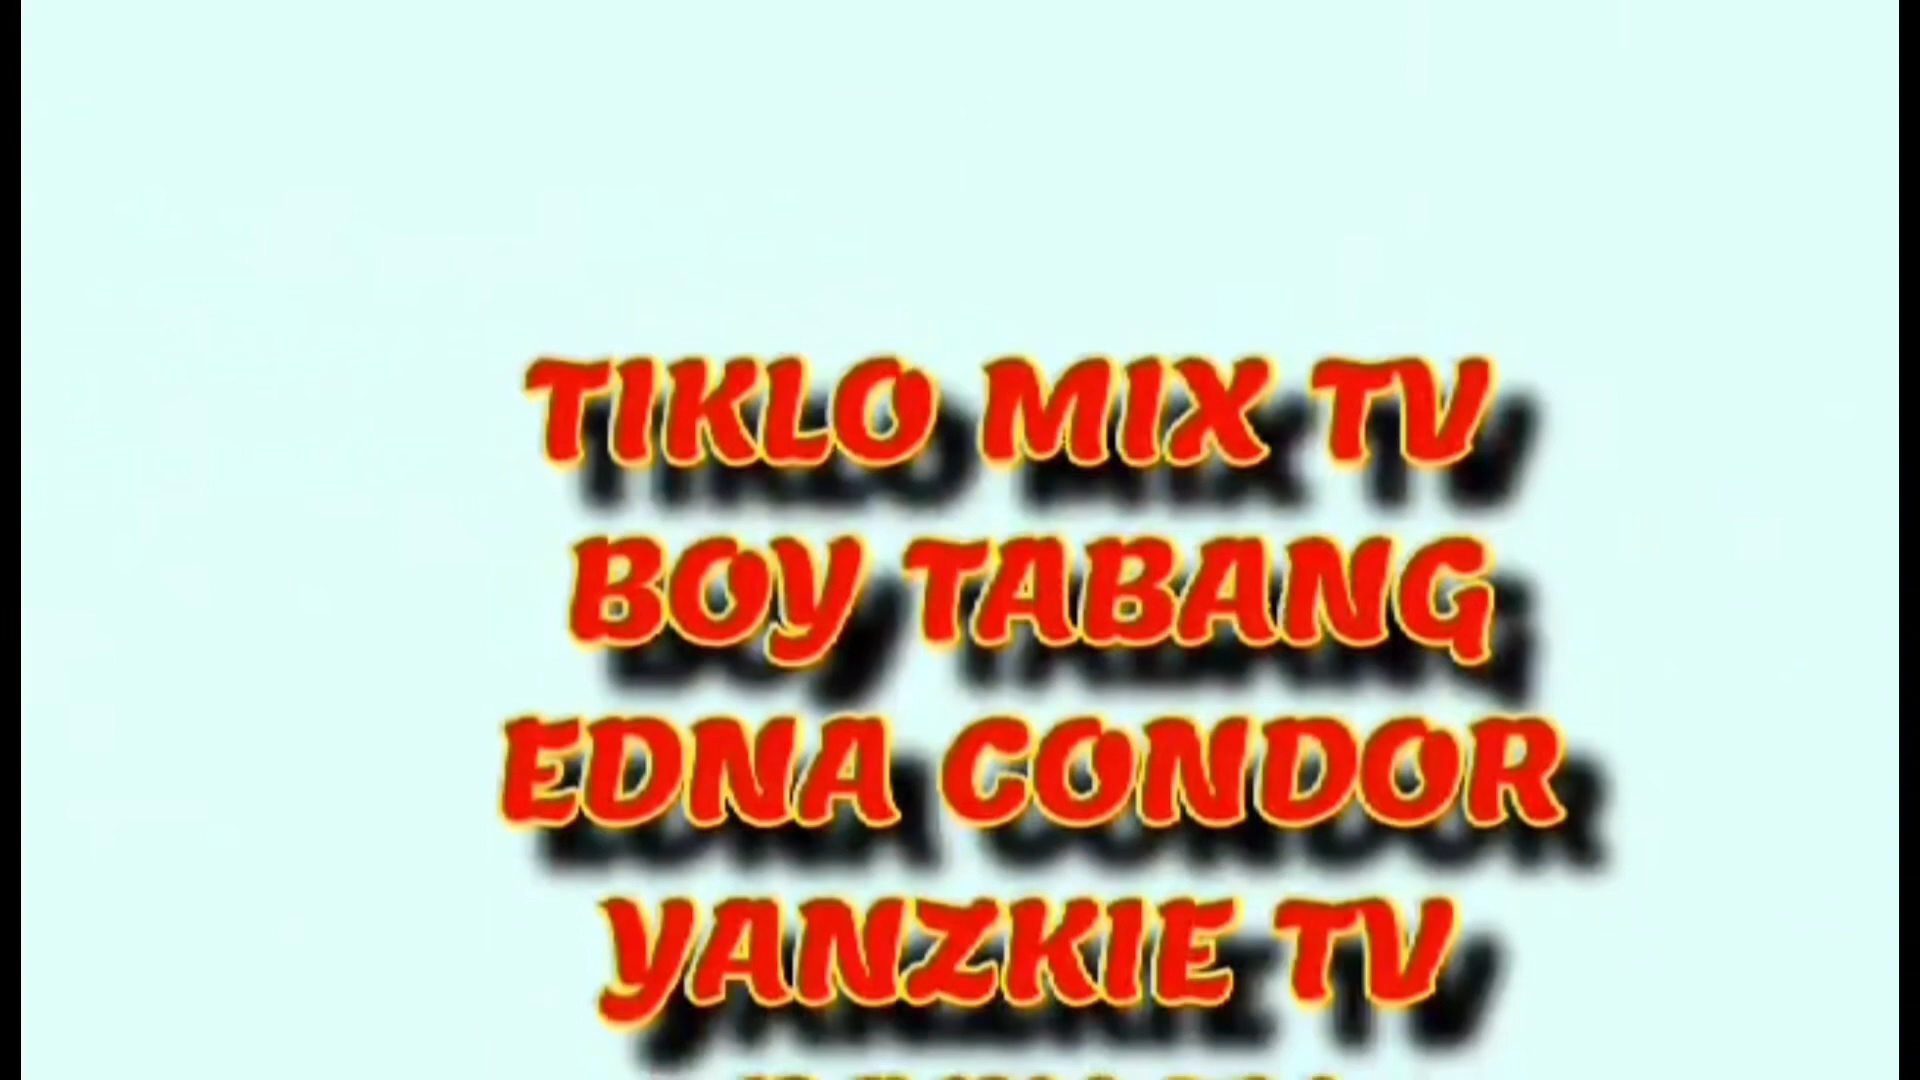 TIKLO MIX TV
BOY TABANG
EDNA CONDOR
YANZKIE TV